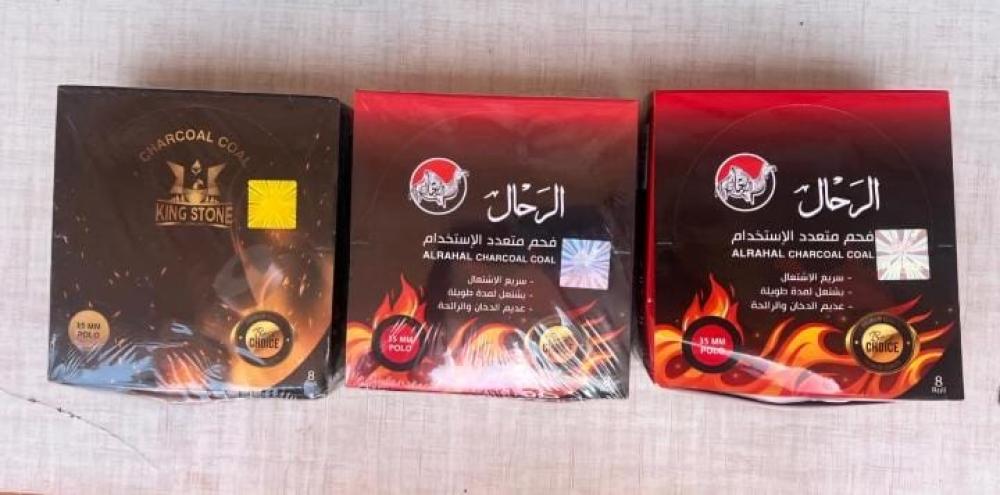 CHARCOAL COAL
KING STONE
35 MM
POLO
CHOICE
8
الرحال
فحم متعدد الإستخدام
ALRAHAL CHARCOAL COAL
- سريع الإشتعال
- يشتعل لمدة طويلة
- عديم الدخان والرائحة
35 MM
POLO
CHOICE
الرحال
فحم متعدد الإستخدام
ALRAHAL CHARCOAL COAL
- سريع الإشتعال
- يشتعل لمدة طويلة
- عديم الدخان والرائحة
35 MM
POLO
CHOICE
8
Roll